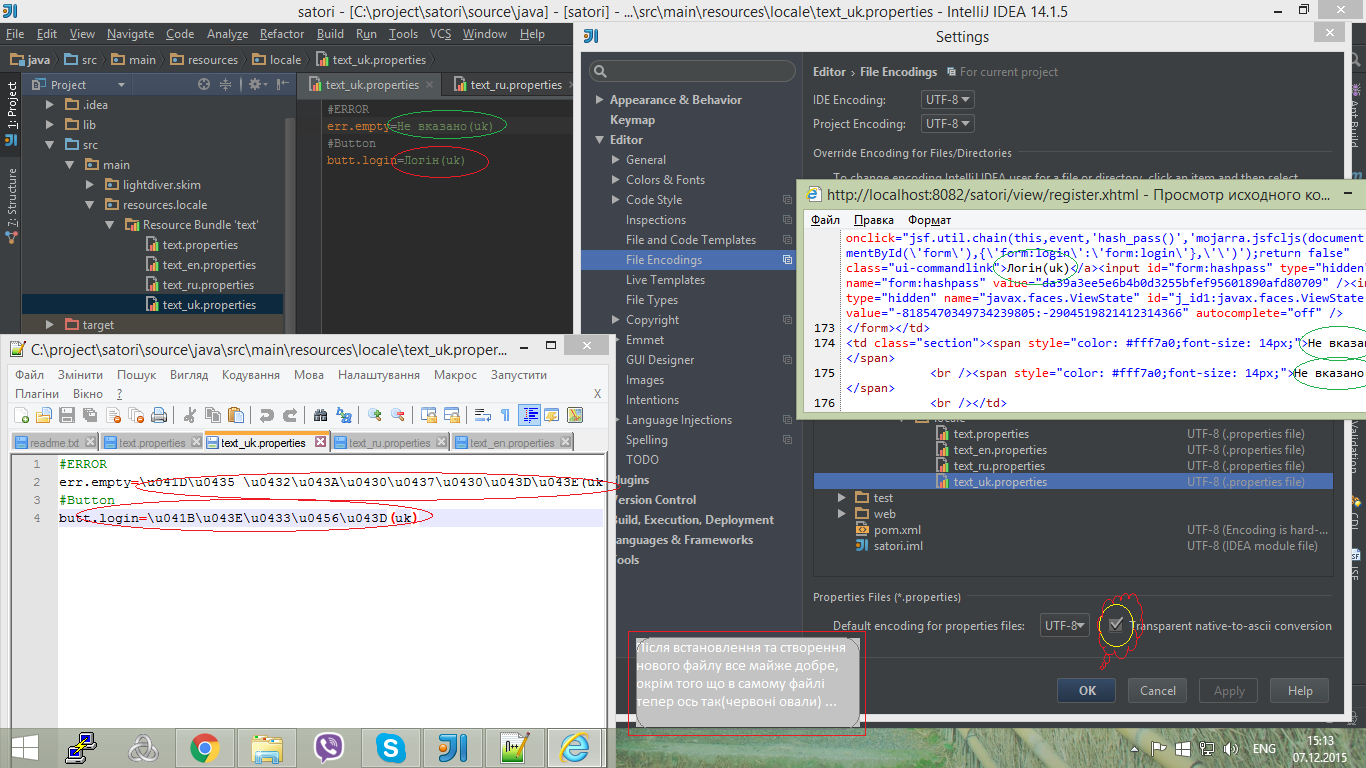 satori - [C:\project\satori\source\java] - [satori] - ...\src\main\resources\locale\text_uk.properties - IntelliJ IDEA 14.1.5
File Edit View Navigate Code Analyze Refactor Build Run Tools VCS Window Help
java src main resources locale text_uk.properties
1: Project
7: Structure
Project
.idea
lib
src
main
lightdiver.skim
resources.locale
Resource Bundle 'text'
text.properties
text_en.properties
text_ru.properties
text_uk.properties
target
text_uk.properties text_ru.properties
#ERROR
err.empty=Не вказано(uk)
#Button
butt.login=Логін(uk)
Settings
Appearance & Behavior
Keymap
Editor
General
Colors & Fonts
Code Style
Inspections
File and Code Templates
File Encodings
Live Templates
File Types
Copyright
Emmet
GUI Designer
Images
Intentions
Language Injections
Spelling
TODO
Plugins
Version Control
Build, Execution, Deployment
Languages & Frameworks
Tools
Editor › File Encodings For current project
IDE Encoding: UTF-8
Project Encoding: UTF-8
Override Encoding for Files/Directories
To change encoding IntelliJ IDEA uses for a file or directory, click an item and then select
http://localhost:8082/satori/view/register.xhtml - Просмотр исходного ко...
Файл Правка Формат
onclick="jsf.util.chain(this,event,'hash_pass()','mojarra.jsfcljs(document
mentById(\'form\'),{\'form:login\':\'form:login\'},\'\')');return false"
class="ui-commandlink">Логін(uk)</a><input id="form:hashpass" type="hidden"
name="form:hashpass" value="da39a3ee5e6b4b0d3255bfef95601890afd80709" /><in
type="hidden" name="javax.faces.ViewState" id="j_id1:javax.faces.ViewState
value="-8185470349734239805:-2904519821412314366" autocomplete="off" />
173 </form></td>
174 <td class="section"><span style="color: #fff7a0;font-size: 14px;">Не вказано
</span>
175 <br /><span style="color: #fff7a0;font-size: 14px;">Не вказано
</span>
176 <br /></td>
locale
text.properties UTF-8 (.properties file)
text_en.properties UTF-8 (.properties file)
text_ru.properties UTF-8 (.properties file)
text_uk.properties UTF-8 (.properties file)
test
web
pom.xml UTF-8 (Encoding is hard-...
satori.iml UTF-8 (IDEA module file)
Properties Files (*.properties)
Default encoding for properties files: UTF-8 Transparent native-to-ascii conversion
OK Cancel Apply Help
Ant Build
Validation
CDI
JSF
C:\project\satori\source\java\src\main\resources\locale\text_uk.proper...
Файл Змінити Пошук Вигляд Кодування Мова Налаштування Макрос Запустити
Плагіни Вікно ? X
readme.txt text.properties text_uk.properties text_ru.properties text_en.properties
1 #ERROR
2 err.empty=\u041D\u0435 \u0432\u043A\u0430\u0437\u0430\u043D\u043E(uk
3 #Button
4 butt.login=\u041B\u043E\u0433\u0456\u043D(uk)
Після встановлення та створення
нового файлу все майже добре,
окрім того що в самому файлі
тепер ось так(червоні овали) ...
ENG
15:13
07.12.2015